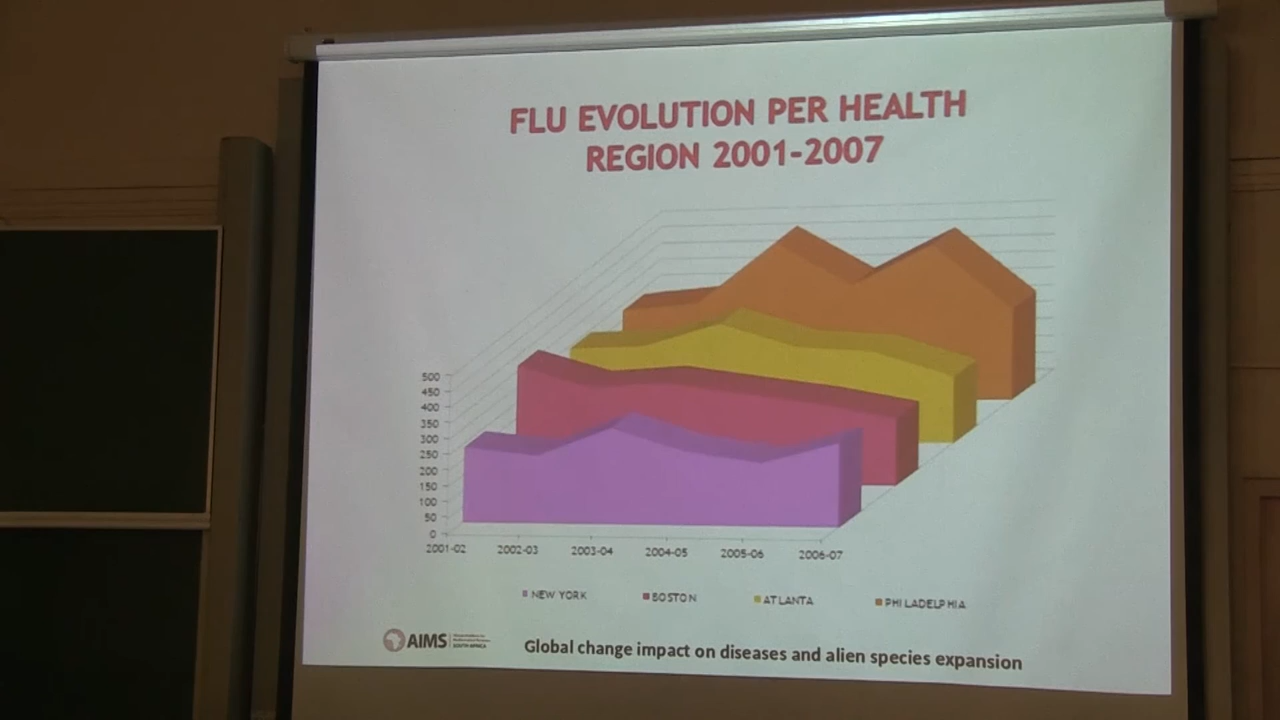 FLU EVOLUTION PER HEALTH
REGION 2001-2007
500
450
400
350
300
250
200
150
100
50
0
2001-02 2002-03 2003-04 2004-05 2005-06 2006-07
NEW YORK BOSTON ATLANTA PHILADELPHIA
AIMS
SOUTH AFRICA
Global change impact on diseases and alien species expansion